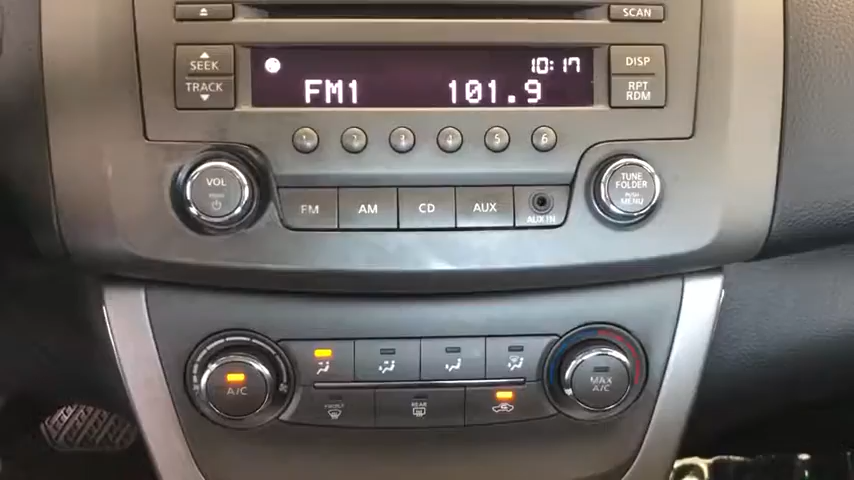 SCAN
SEEK
TRACK
10:17
FM1 101.9
DISP
RPT
RDM
1 2 3 4 5 6
VOL
PUSH
FM AM CD AUX AUX IN
TUNE
FOLDER
PUSH
MENU
A/C
FRONT
REAR
MAX
A/C